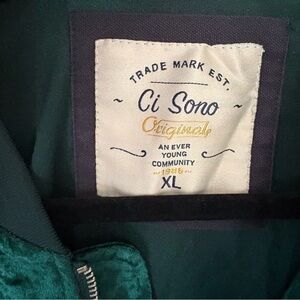 TRADE MARK EST.
~ Ci Sono ~
Originals
AN EVER
YOUNG
COMMUNITY
~1986~
XL